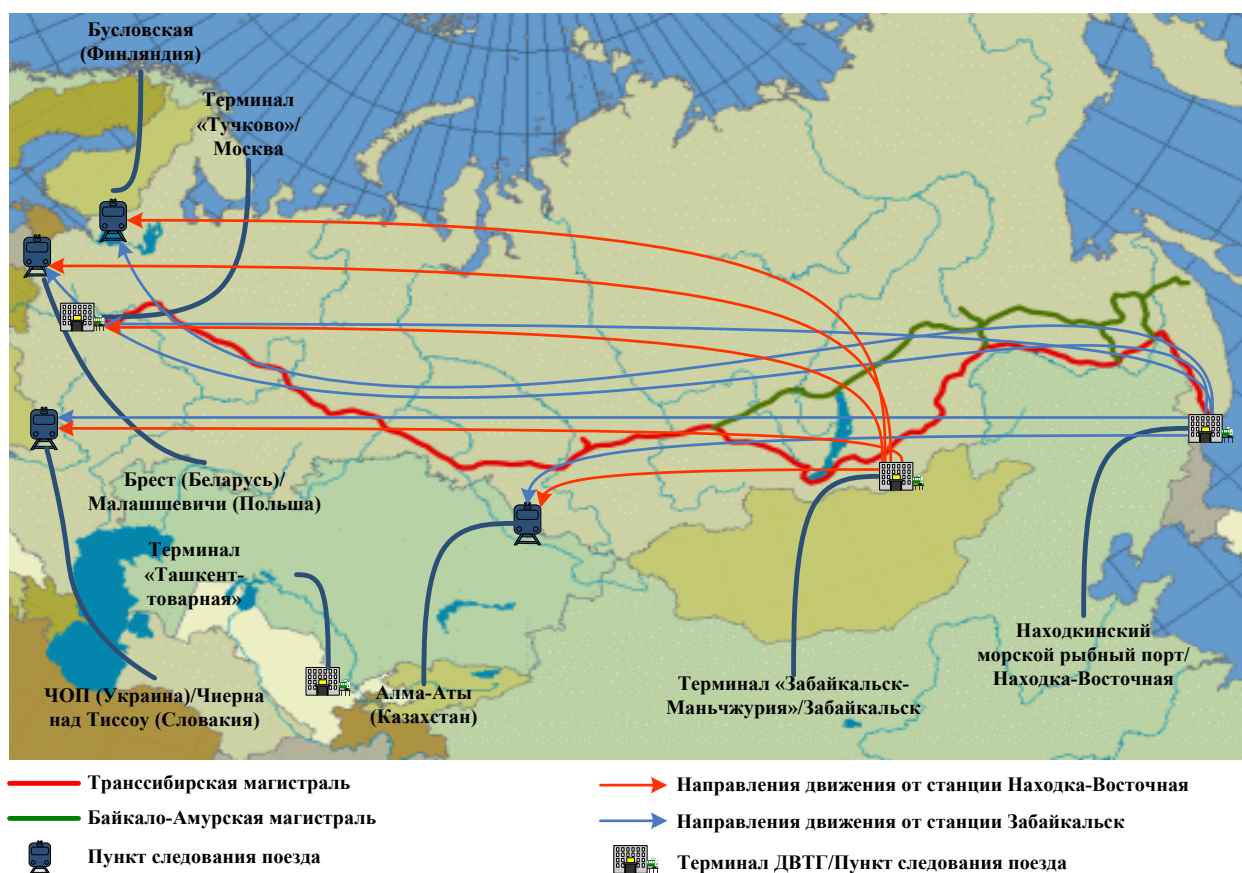 Бусловская
(Финляндия)
Терминал
«Тучково»/
Москва
Брест (Беларусь)/
Малашшевичи (Польша)
Терминал
«Ташкент-
товарная»
ЧОП (Украина)/Чиерна
над Тиссоу (Словакия)
Алма-Аты
(Казахстан)
Терминал «Забайкальск-
Маньчжурия»/Забайкальск
Находкинский
морской рыбный порт/
Находка-Восточная
Транссибирская магистраль
Байкало-Амурская магистраль
Пункт следования поезда
Направления движения от станции Находка-Восточная
Направления движения от станции Забайкальск
Терминал ДВТГ/Пункт следования поезда